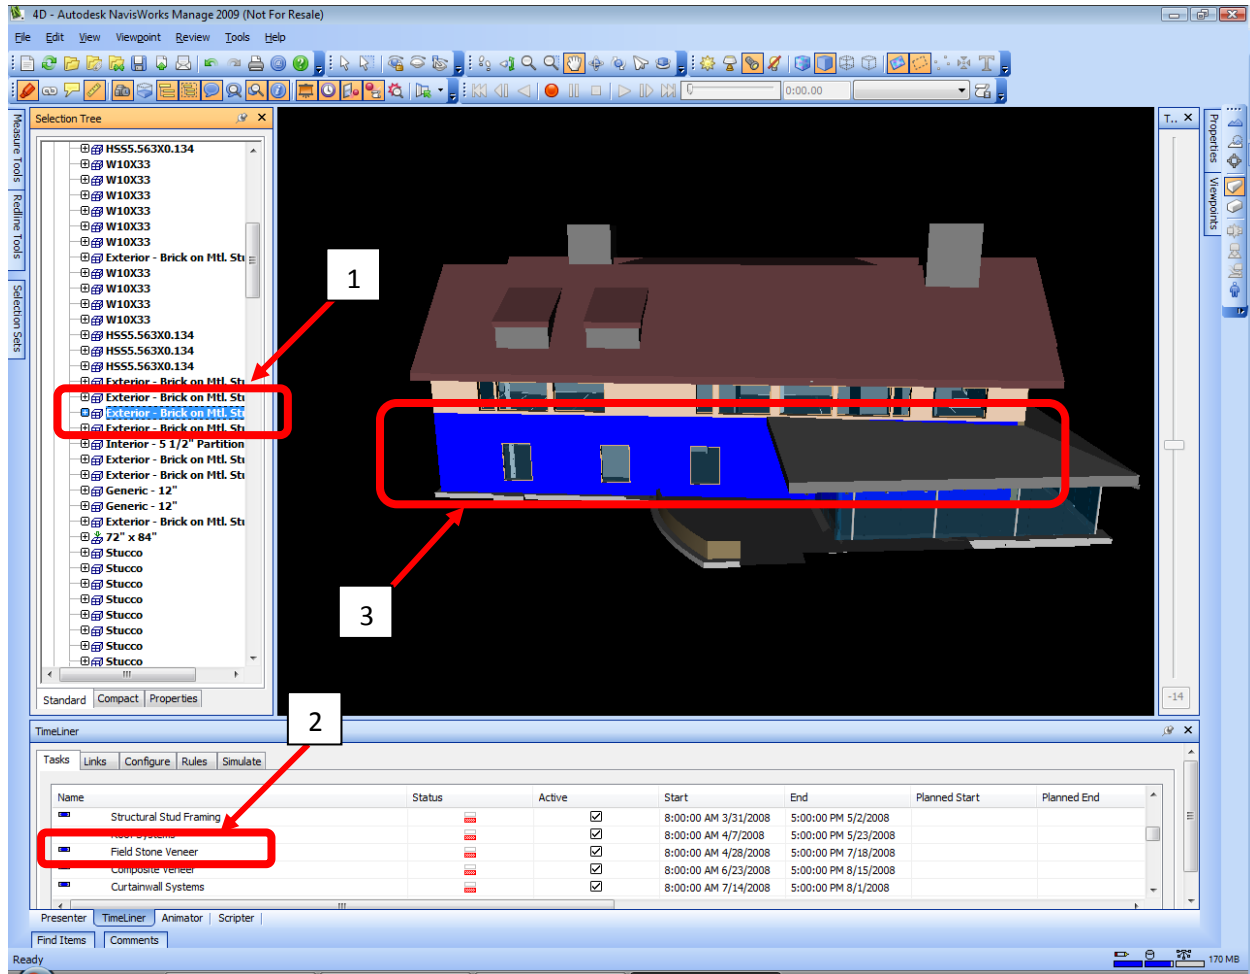 4D - Autodesk NavisWorks Manage 2009 (Not For Resale)
File Edit View Viewpoint Review Tools Help
0:00.00
Measure Tools
Redline Tools
Selection Sets
Selection Tree
HSS5.563X0.134
W10X33
W10X33
W10X33
W10X33
W10X33
W10X33
Exterior - Brick on Mtl. Stu
W10X33
W10X33
W10X33
W10X33
HSS5.563X0.134
HSS5.563X0.134
HSS5.563X0.134
Exterior - Brick on Mtl. Stu
Exterior - Brick on Mtl. Stu
Exterior - Brick on Mtl. Stu
Exterior - Brick on Mtl. Stu
Interior - 5 1/2" Partition
Exterior - Brick on Mtl. Stu
Exterior - Brick on Mtl. Stu
Generic - 12"
Generic - 12"
Exterior - Brick on Mtl. Stu
72" x 84"
Stucco
Stucco
Stucco
Stucco
Stucco
Stucco
Stucco
Stucco
Standard Compact Properties
1
3
2
T..
-14
Properties
Viewpoints
TimeLiner
Tasks Links Configure Rules Simulate
Name Status Active Start End Planned Start Planned End
Structural Stud Framing 8:00:00 AM 3/31/2008 5:00:00 PM 5/2/2008
Roof Systems 8:00:00 AM 4/7/2008 5:00:00 PM 5/23/2008
Field Stone Veneer 8:00:00 AM 4/28/2008 5:00:00 PM 7/18/2008
Composite Veneer 8:00:00 AM 6/23/2008 5:00:00 PM 8/15/2008
Curtainwall Systems 8:00:00 AM 7/14/2008 5:00:00 PM 8/1/2008
Presenter TimeLiner Animator Scripter
Find Items Comments
Ready 170 MB